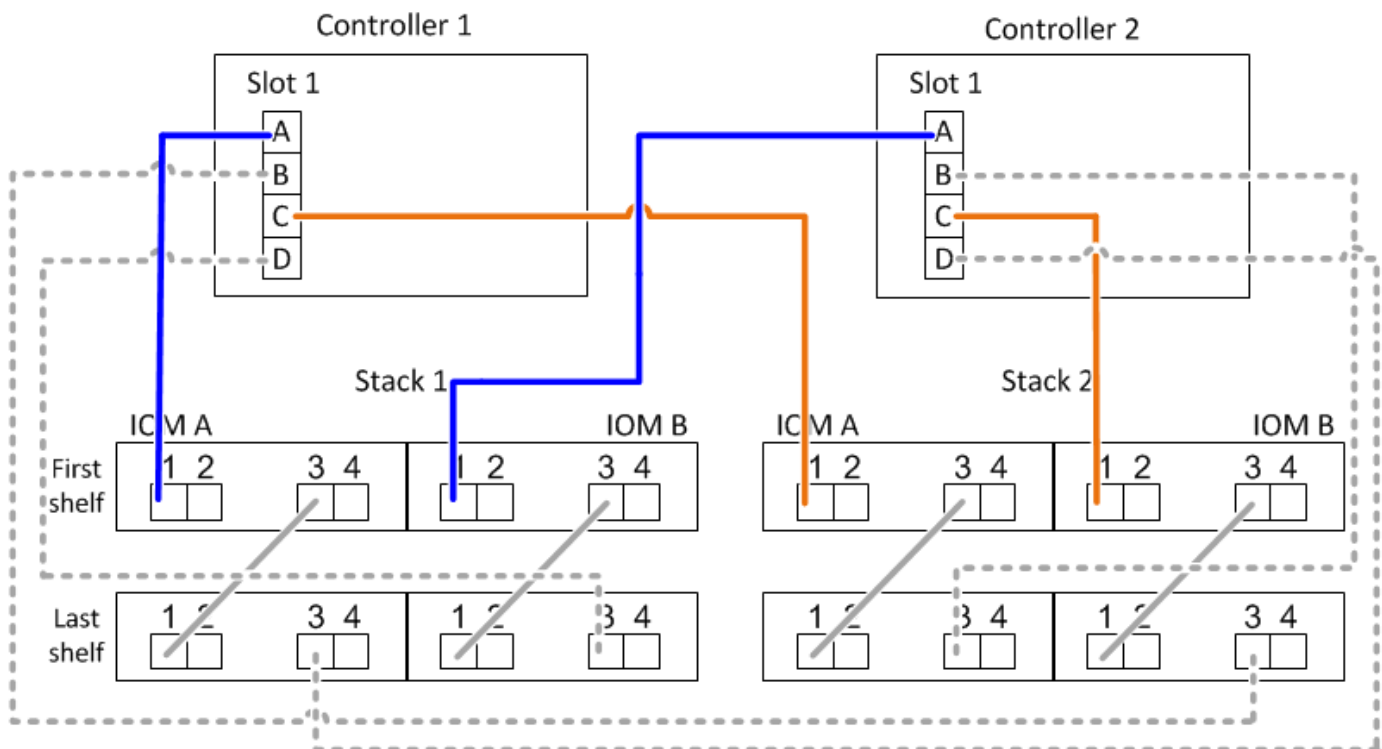 Controller 1
Controller 2
Slot 1
Slot 1
A
A
B
B
C
C
D
D
Stack 1
Stack 2
IOM A
IOM B
IOM A
IOM B
First shelf
1 2
3 4
1 2
3 4
1 2
3 4
1 2
3 4
Last shelf
1 2
3 4
1 2
3 4
1 2
3 4
1 2
3 4